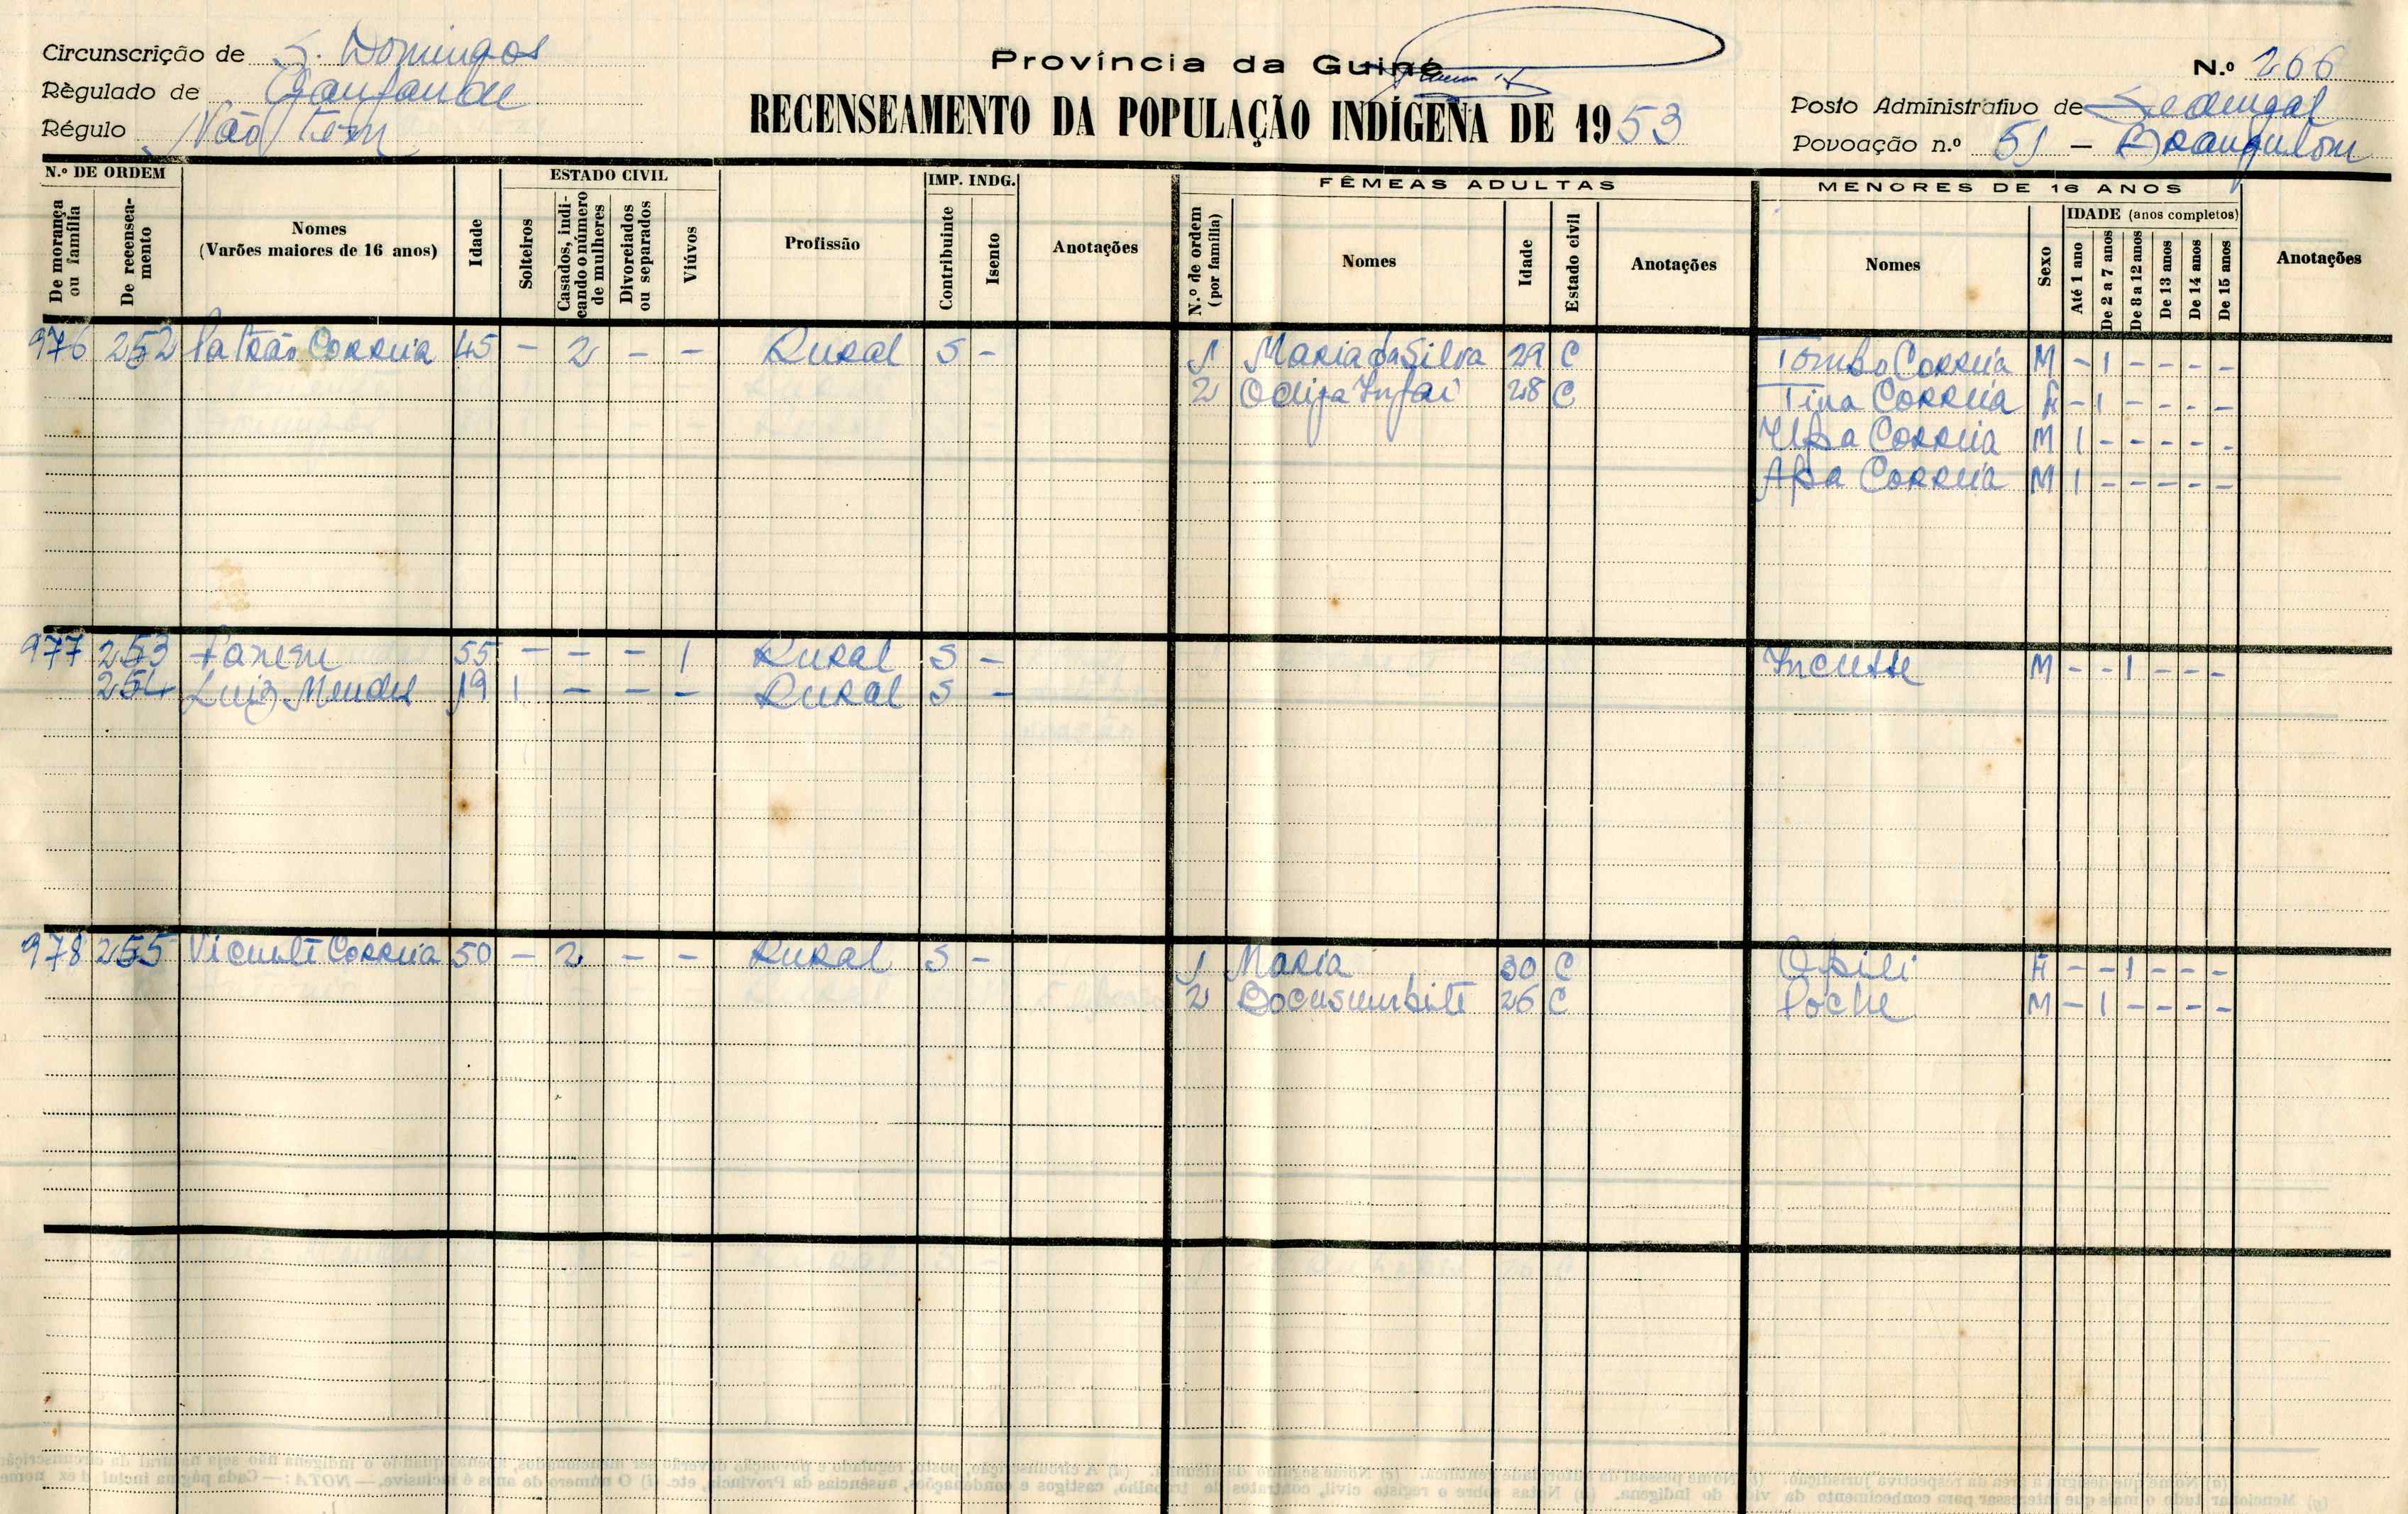 Circunscrição de S. Domingos
Règulado de
Régulo Não tem
Província da Guiné
RECENSEAMENTO DA POPULAÇÃO INDÍGENA DE 1953
N.º 266
Posto Administrativo de Sedengal
Povoação n.º 51 –
N.º DE ORDEM
De morança ou família
De recenseamento
Nomes
(Varões maiores de 16 anos)
Idade
ESTADO CIVIL
Solteiros
Casados, indicando o número de mulheres
Divorciados ou separados
Viúvos
Profissão
IMP. INDG.
Contribuinte
Isento
Anotações
FÊMEAS ADULTAS
N.º de ordem (por família)
Nomes
Idade
Estado civil
Anotações
MENORES DE 16 ANOS
Nomes
Sexo
IDADE (anos completos)
Até 1 ano
De 2 a 7 anos
De 8 a 12 anos
De 13 anos
De 14 anos
De 15 anos
Anotações
976 252 Patrão Correia 45 – 2 – – Rural S – 1 Maria da Silva 29 C Tombo Correia M – 1 – – – –
2 28 C Tina Correia F – 1 – – – –
Correia M 1 – – – – –
Correia M 1 – – – – –
977 253 55 – – – 1 Rural S – M – – 1 – – –
254 Luiz Mendes 19 1 – – – Rural S –
978 255 Vicente Correia 50 – 2 – – Rural S – 1 Maria 30 C F – – 1 – – –
2 26 C Poche M – 1 – – – –